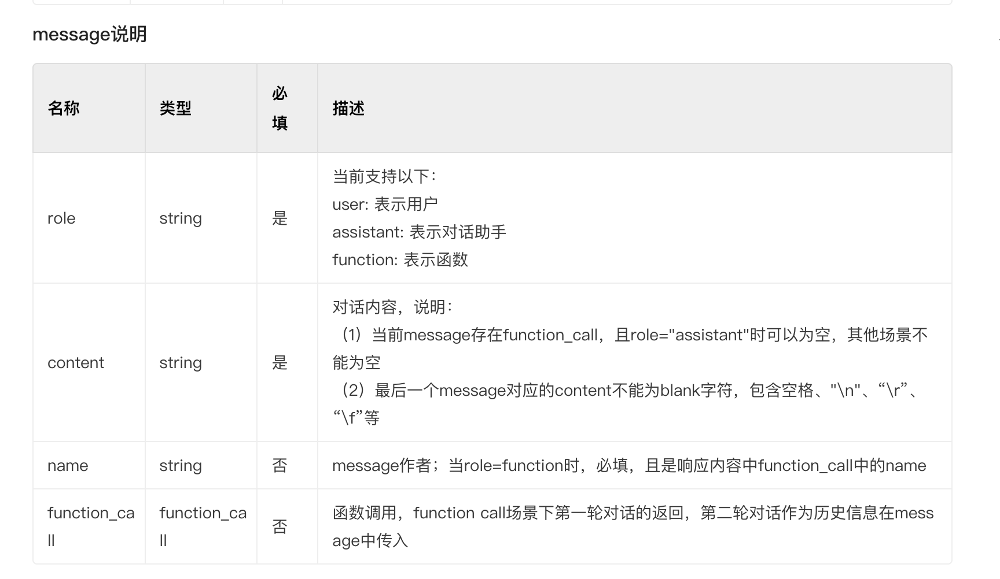 message说明
名称
类型
必
填
描述
role
string
是
当前支持以下：
user: 表示用户
assistant: 表示对话助手
function: 表示函数
content
string
是
对话内容，说明：
（1）当前message存在function_call，且role="assistant"时可以为空，其他场景不
能为空
（2）最后一个message对应的content不能为blank字符，包含空格、"\n"、“\r”、
“\f”等
name
string
否
message作者；当role=function时，必填，且是响应内容中function_call中的name
function_ca
ll
function_ca
ll
否
函数调用，function call场景下第一轮对话的返回，第二轮对话作为历史信息在mess
age中传入